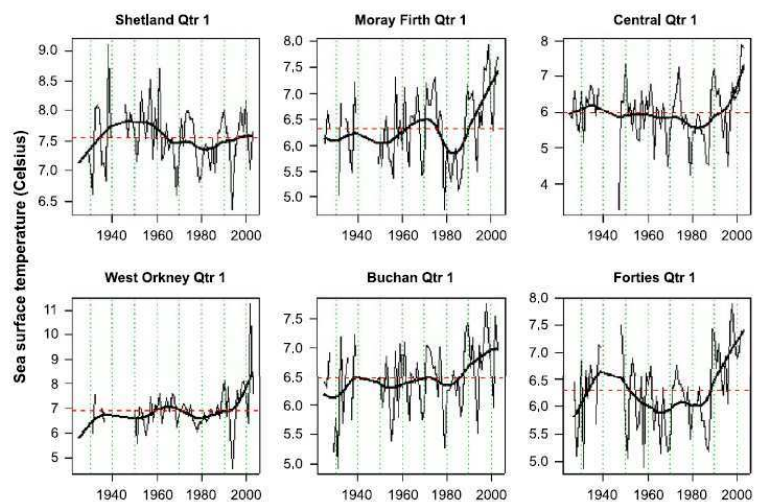 Sea surface temperature (Celsius)
Shetland Qtr 1
9.0
8.5
8.0
7.5
7.0
6.5
1940 1960 1980 2000
Moray Firth Qtr 1
8.0
7.5
7.0
6.5
6.0
5.5
5.0
1940 1960 1980 2000
Central Qtr 1
8
7
6
5
4
1940 1960 1980 2000
West Orkney Qtr 1
11
10
9
8
7
6
5
1940 1960 1980 2000
Buchan Qtr 1
7.5
7.0
6.5
6.0
5.5
5.0
1940 1960 1980 2000
Forties Qtr 1
8.0
7.5
7.0
6.5
6.0
5.5
5.0
1940 1960 1980 2000